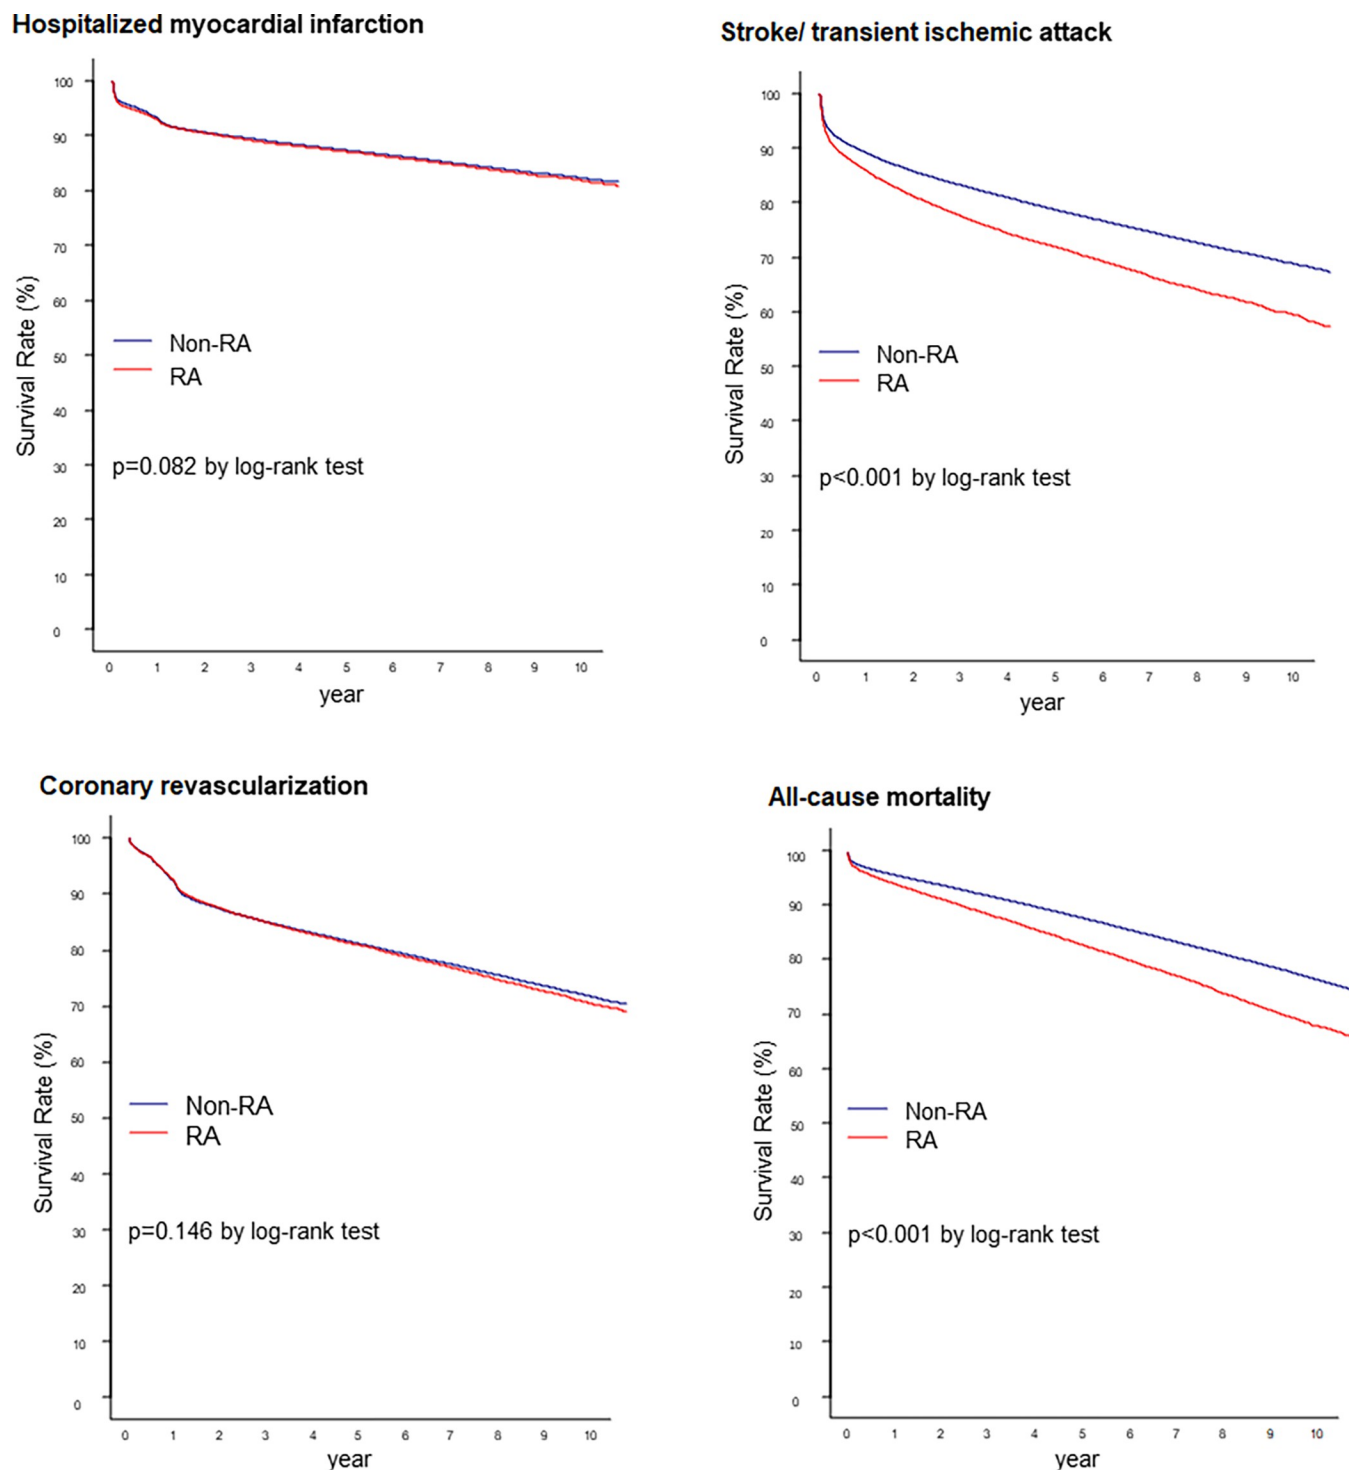 Hospitalized myocardial infarction
100
90
80
70
60
50
40
30
20
10
0
Survival Rate (%)
Non-RA
RA
p=0.082 by log-rank test
0 1 2 3 4 5 6 7 8 9 10
year
Stroke/ transient ischemic attack
100
90
80
70
60
50
40
30
20
10
0
Survival Rate (%)
Non-RA
RA
p<0.001 by log-rank test
0 1 2 3 4 5 6 7 8 9 10
year
Coronary revascularization
100
90
80
70
60
50
40
30
20
10
0
Survival Rate (%)
Non-RA
RA
p=0.146 by log-rank test
0 1 2 3 4 5 6 7 8 9 10
year
All-cause mortality
100
90
80
70
60
50
40
30
20
10
0
Survival Rate (%)
Non-RA
RA
p<0.001 by log-rank test
0 1 2 3 4 5 6 7 8 9 10
year